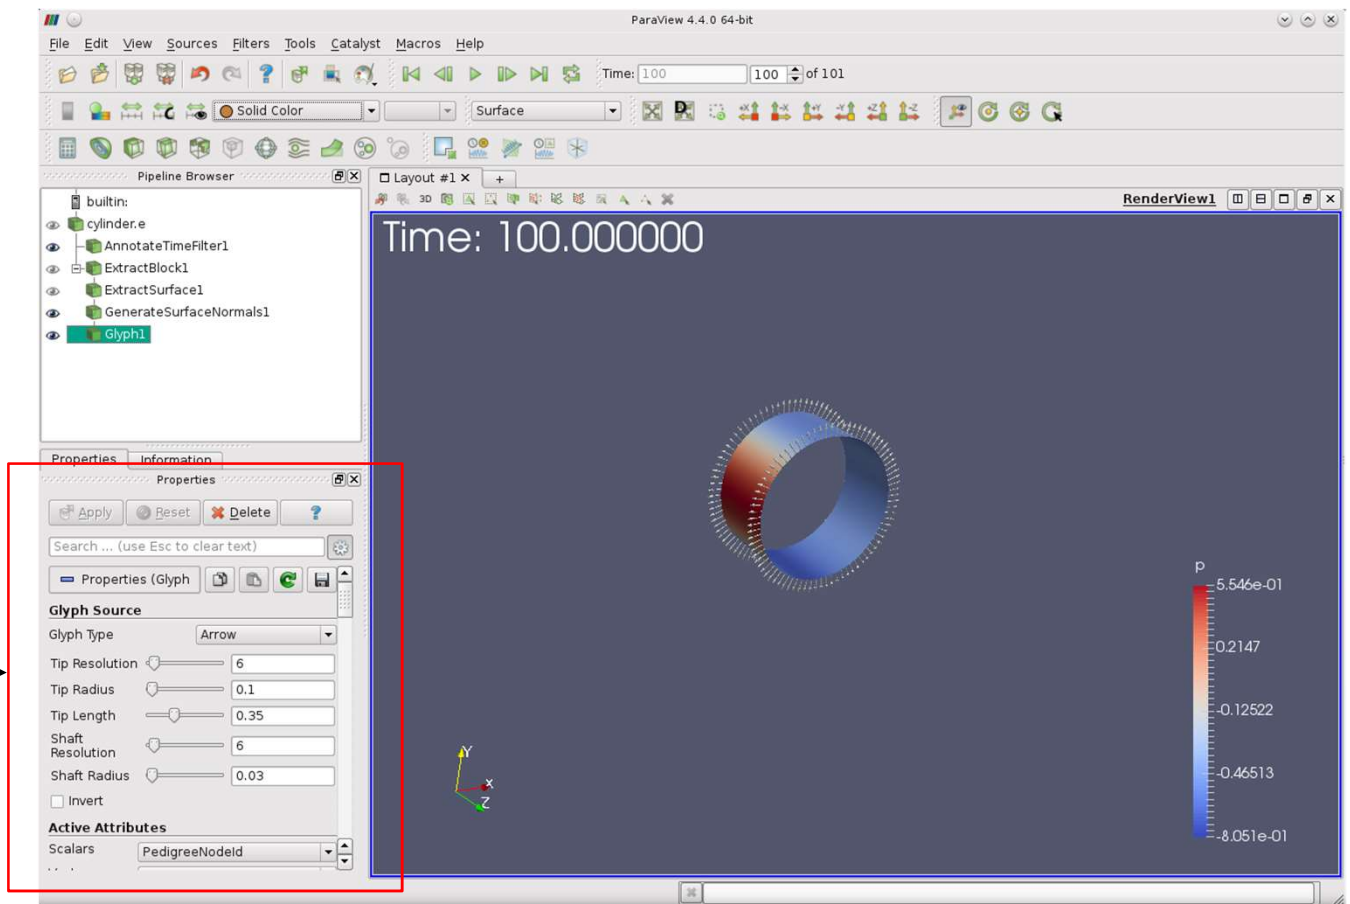 ParaView 4.4.0 64-bit
File Edit View Sources Filters Tools Catalyst Macros Help
Time: 100 100 of 101
Solid Color Surface
Pipeline Browser
Layout #1
builtin:
3D RenderView1
cylinder.e
Time: 100.000000
AnnotateTimeFilter1
ExtractBlock1
ExtractSurface1
GenerateSurfaceNormals1
Glyph1
Properties Information
Properties
Apply Reset Delete ?
Search ... (use Esc to clear text)
Properties (Glyph
Glyph Source
Glyph Type Arrow
Tip Resolution 6
Tip Radius 0.1
Tip Length 0.35
Shaft
Resolution 6
Shaft Radius 0.03
Invert
Active Attributes
Scalars PedigreeNodeId
Y
X
Z
p
5.546e-01
0.2147
-0.12522
-0.46513
-8.051e-01